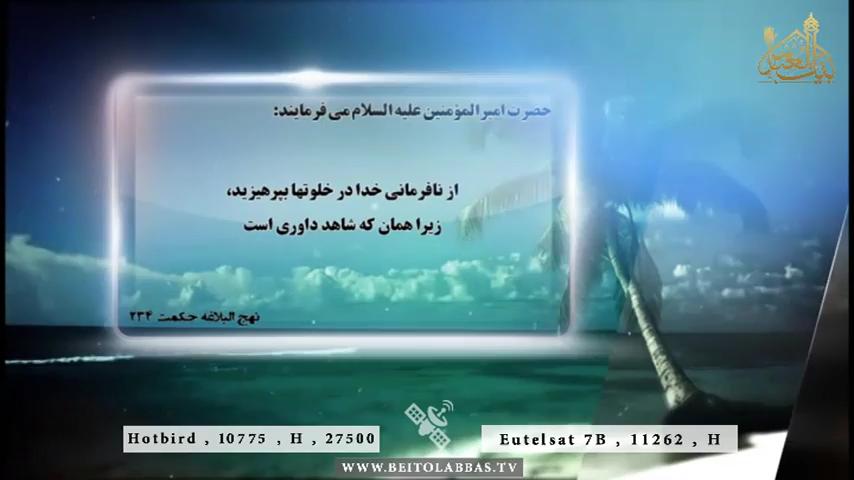 حضرت امیرالمؤمنین علیه السلام می فرمایند:
از نافرمانی خدا در خلوتها بپرهیزید،
زیرا همان که شاهد داوری است
نهج البلاغه حکمت ۲۳۴
Hotbird , 10775 , H , 27500
Eutelsat 7B , 11262 , H
WWW.BEITOLABBAS.TV